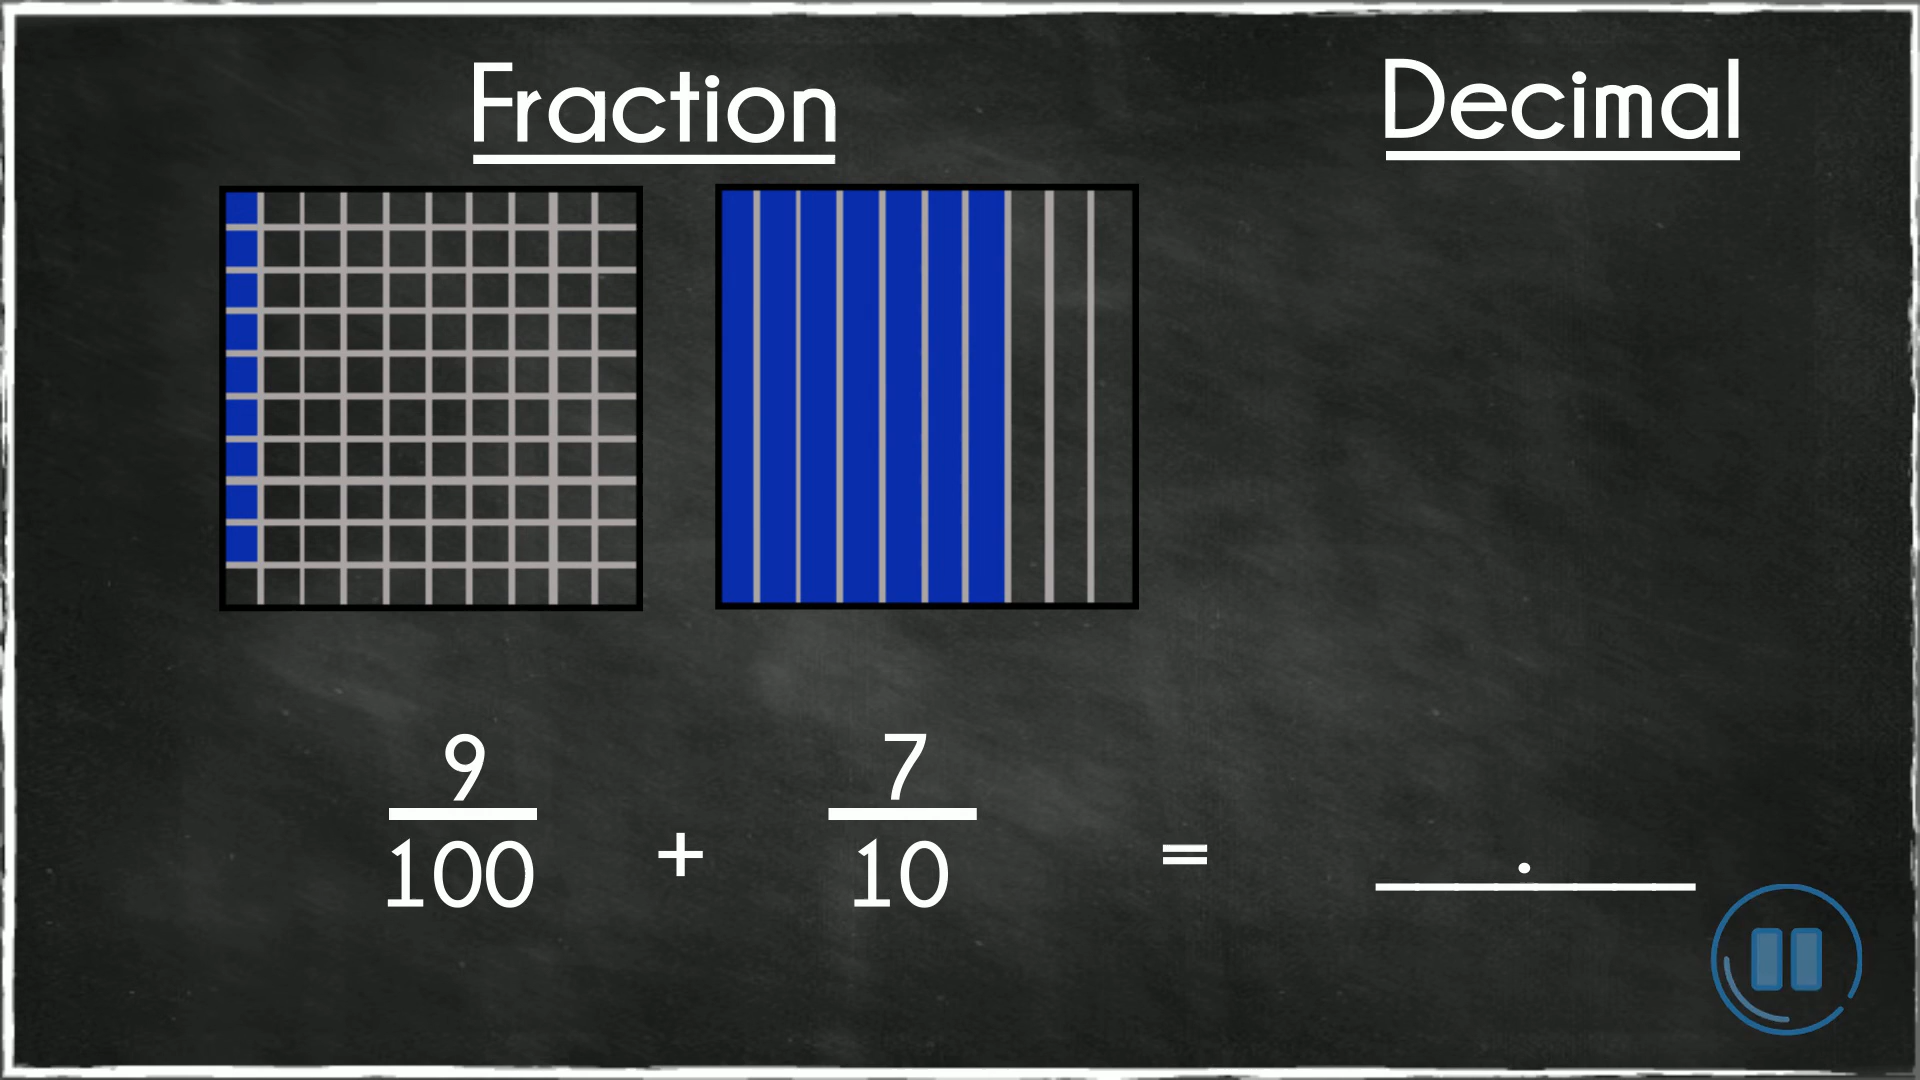 Fraction
Decimal
9/100 + 7/10 = .